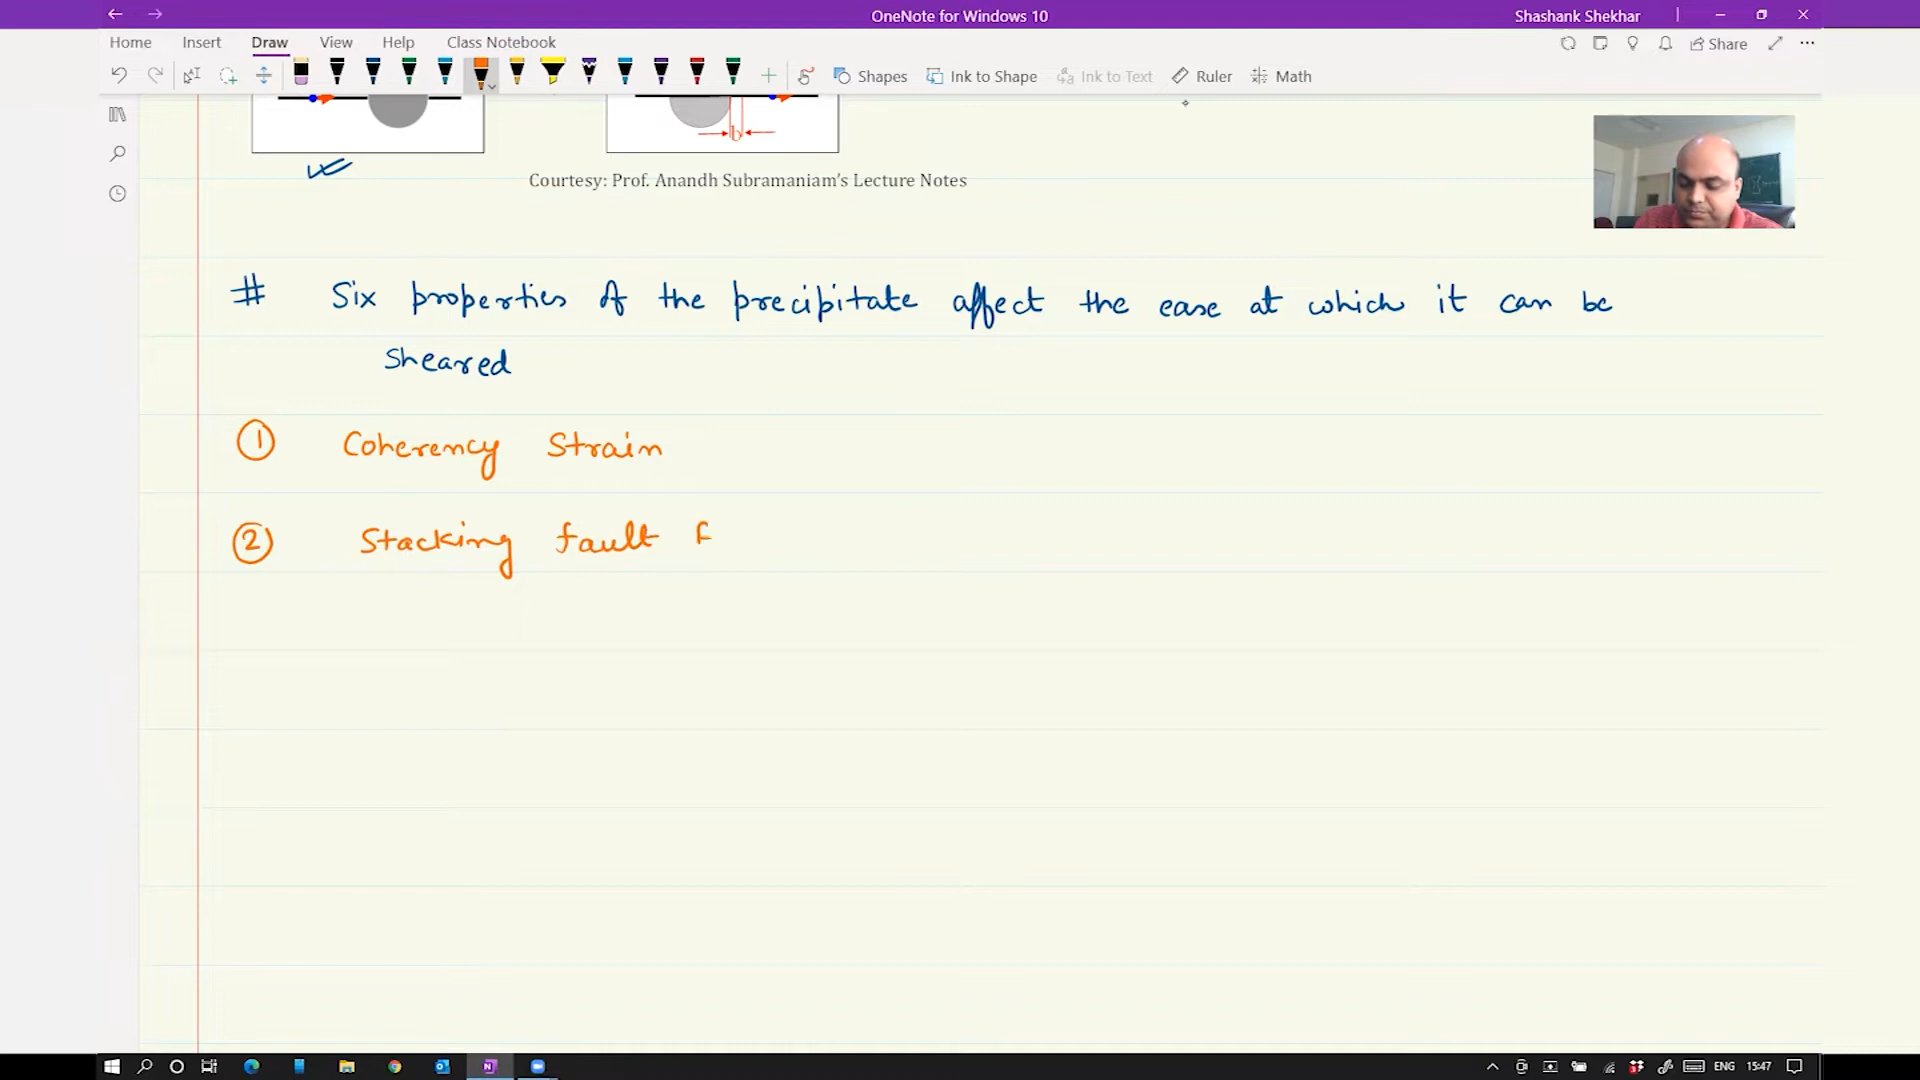 OneNote for Windows 10
Shashank Shekhar
Home Insert Draw View Help Class Notebook
Share
Shapes Ink to Shape Ink to Text Ruler Math
b
Courtesy: Prof. Anandh Subramaniam's Lecture Notes
# Six properties of the precipitate affect the ease at which it can be
sheared
① Coherency Strain
② Stacking fault F
ENG 15:47